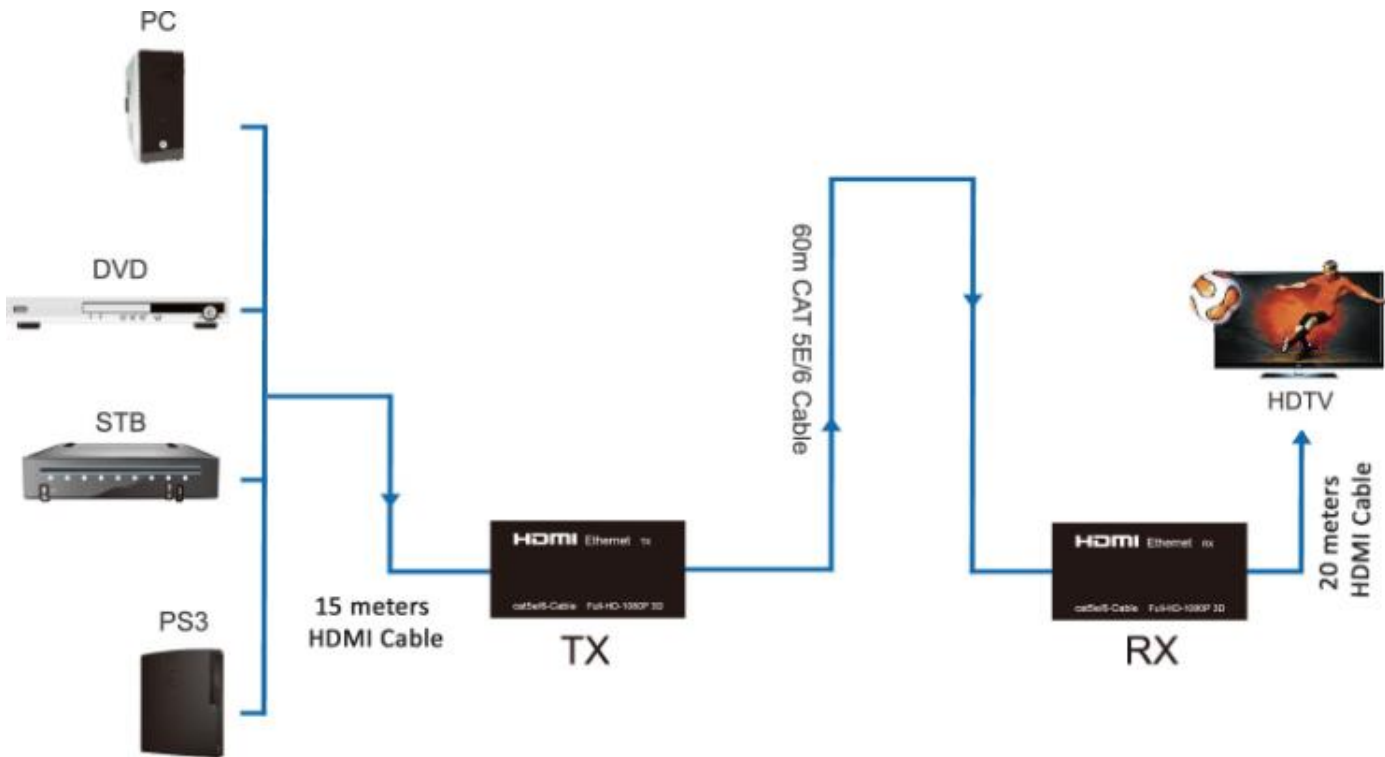 PC
DVD
STB
PS3
15 meters
HDMI Cable
HDMI Ethernet TX
cat5e/6-Cable Full-HD-1080P 3D
TX
60m CAT 5E/6 Cable
HDMI Ethernet RX
cat5e/6-Cable Full-HD-1080P 3D
RX
20 meters
HDMI Cable
HDTV